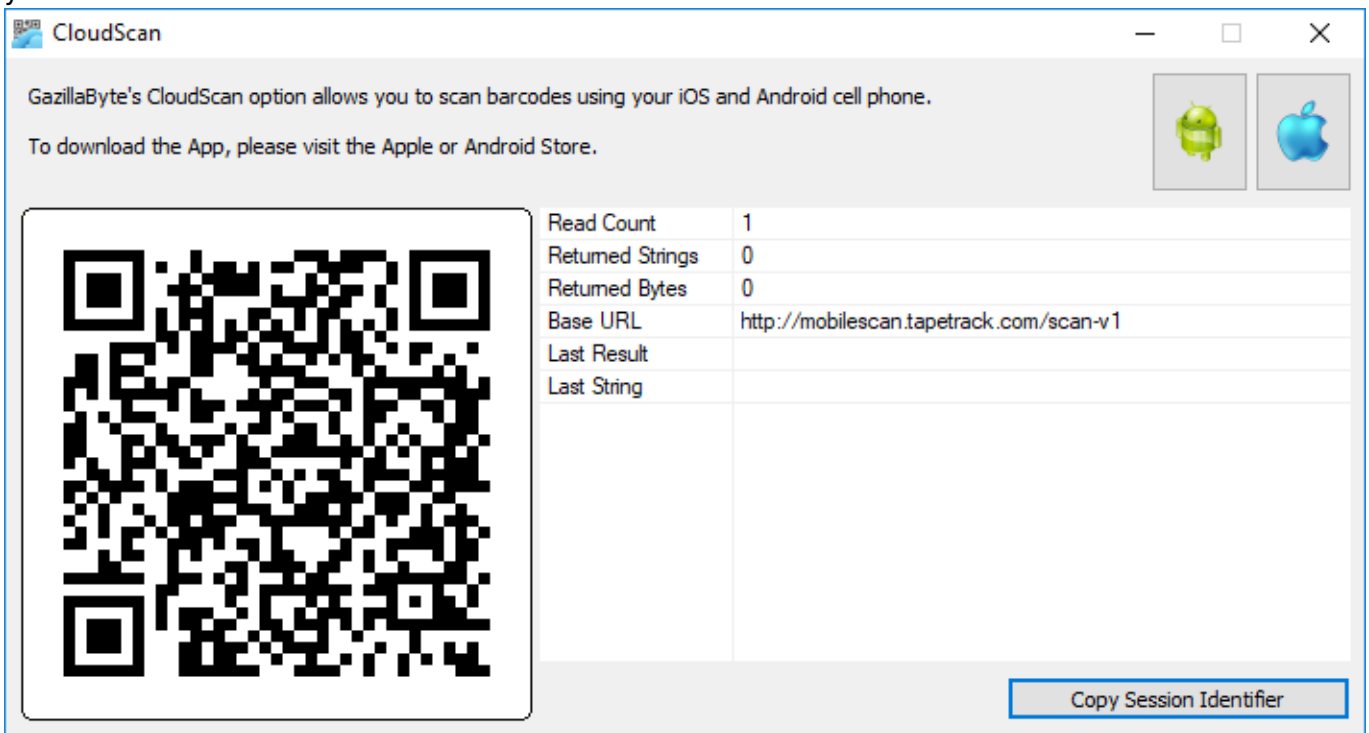 CloudScan
GazillaByte's CloudScan option allows you to scan barcodes using your iOS and Android cell phone.
To download the App, please visit the Apple or Android Store.
Read Count 1
Returned Strings 0
Returned Bytes 0
Base URL http://mobilescan.tapetrack.com/scan-v1
Last Result
Last String
Copy Session Identifier